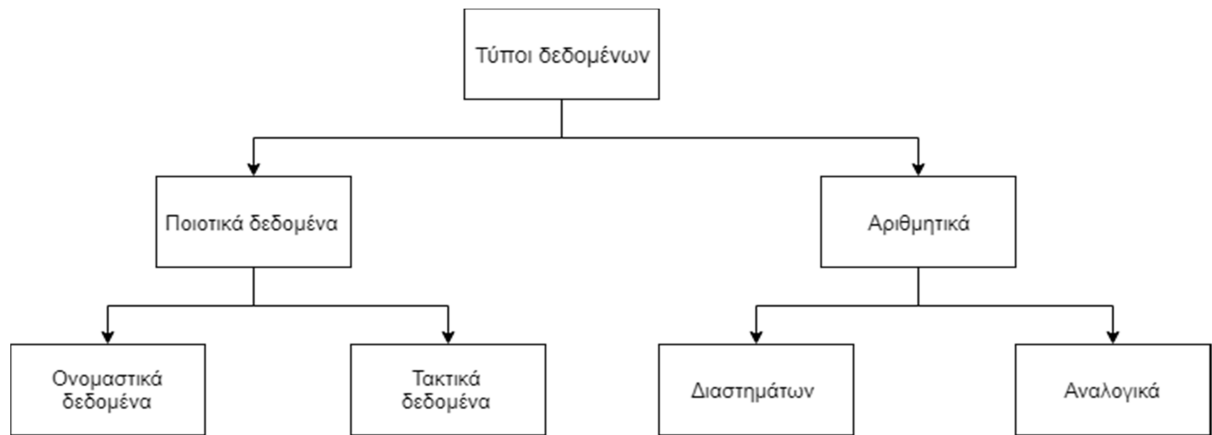 Τύποι δεδομένων
Ποιοτικά δεδομένα
Αριθμητικά
Ονομαστικά
δεδομένα
Τακτικά
δεδομένα
Διαστημάτων
Αναλογικά